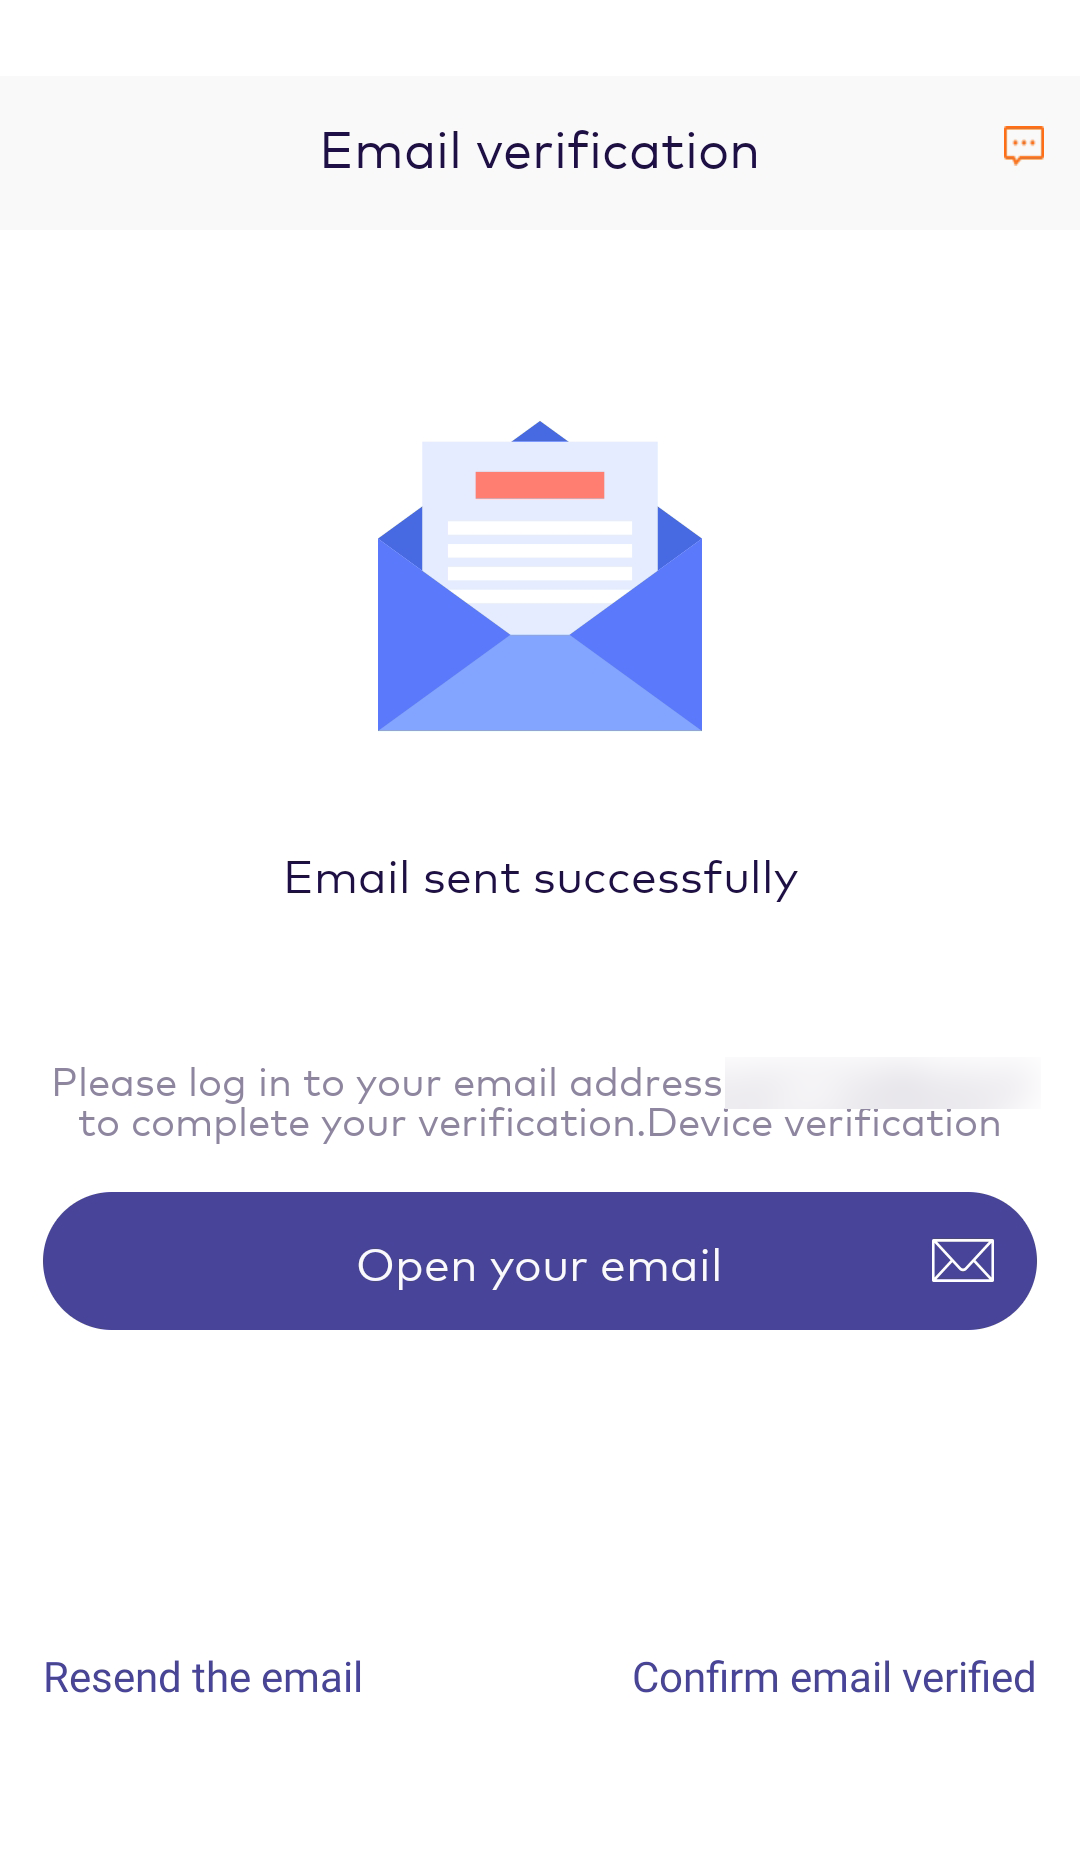 Email verification
Email sent successfully
Please log in to your email address
to complete your verification.Device verification
Open your email
Resend the email
Confirm email verified